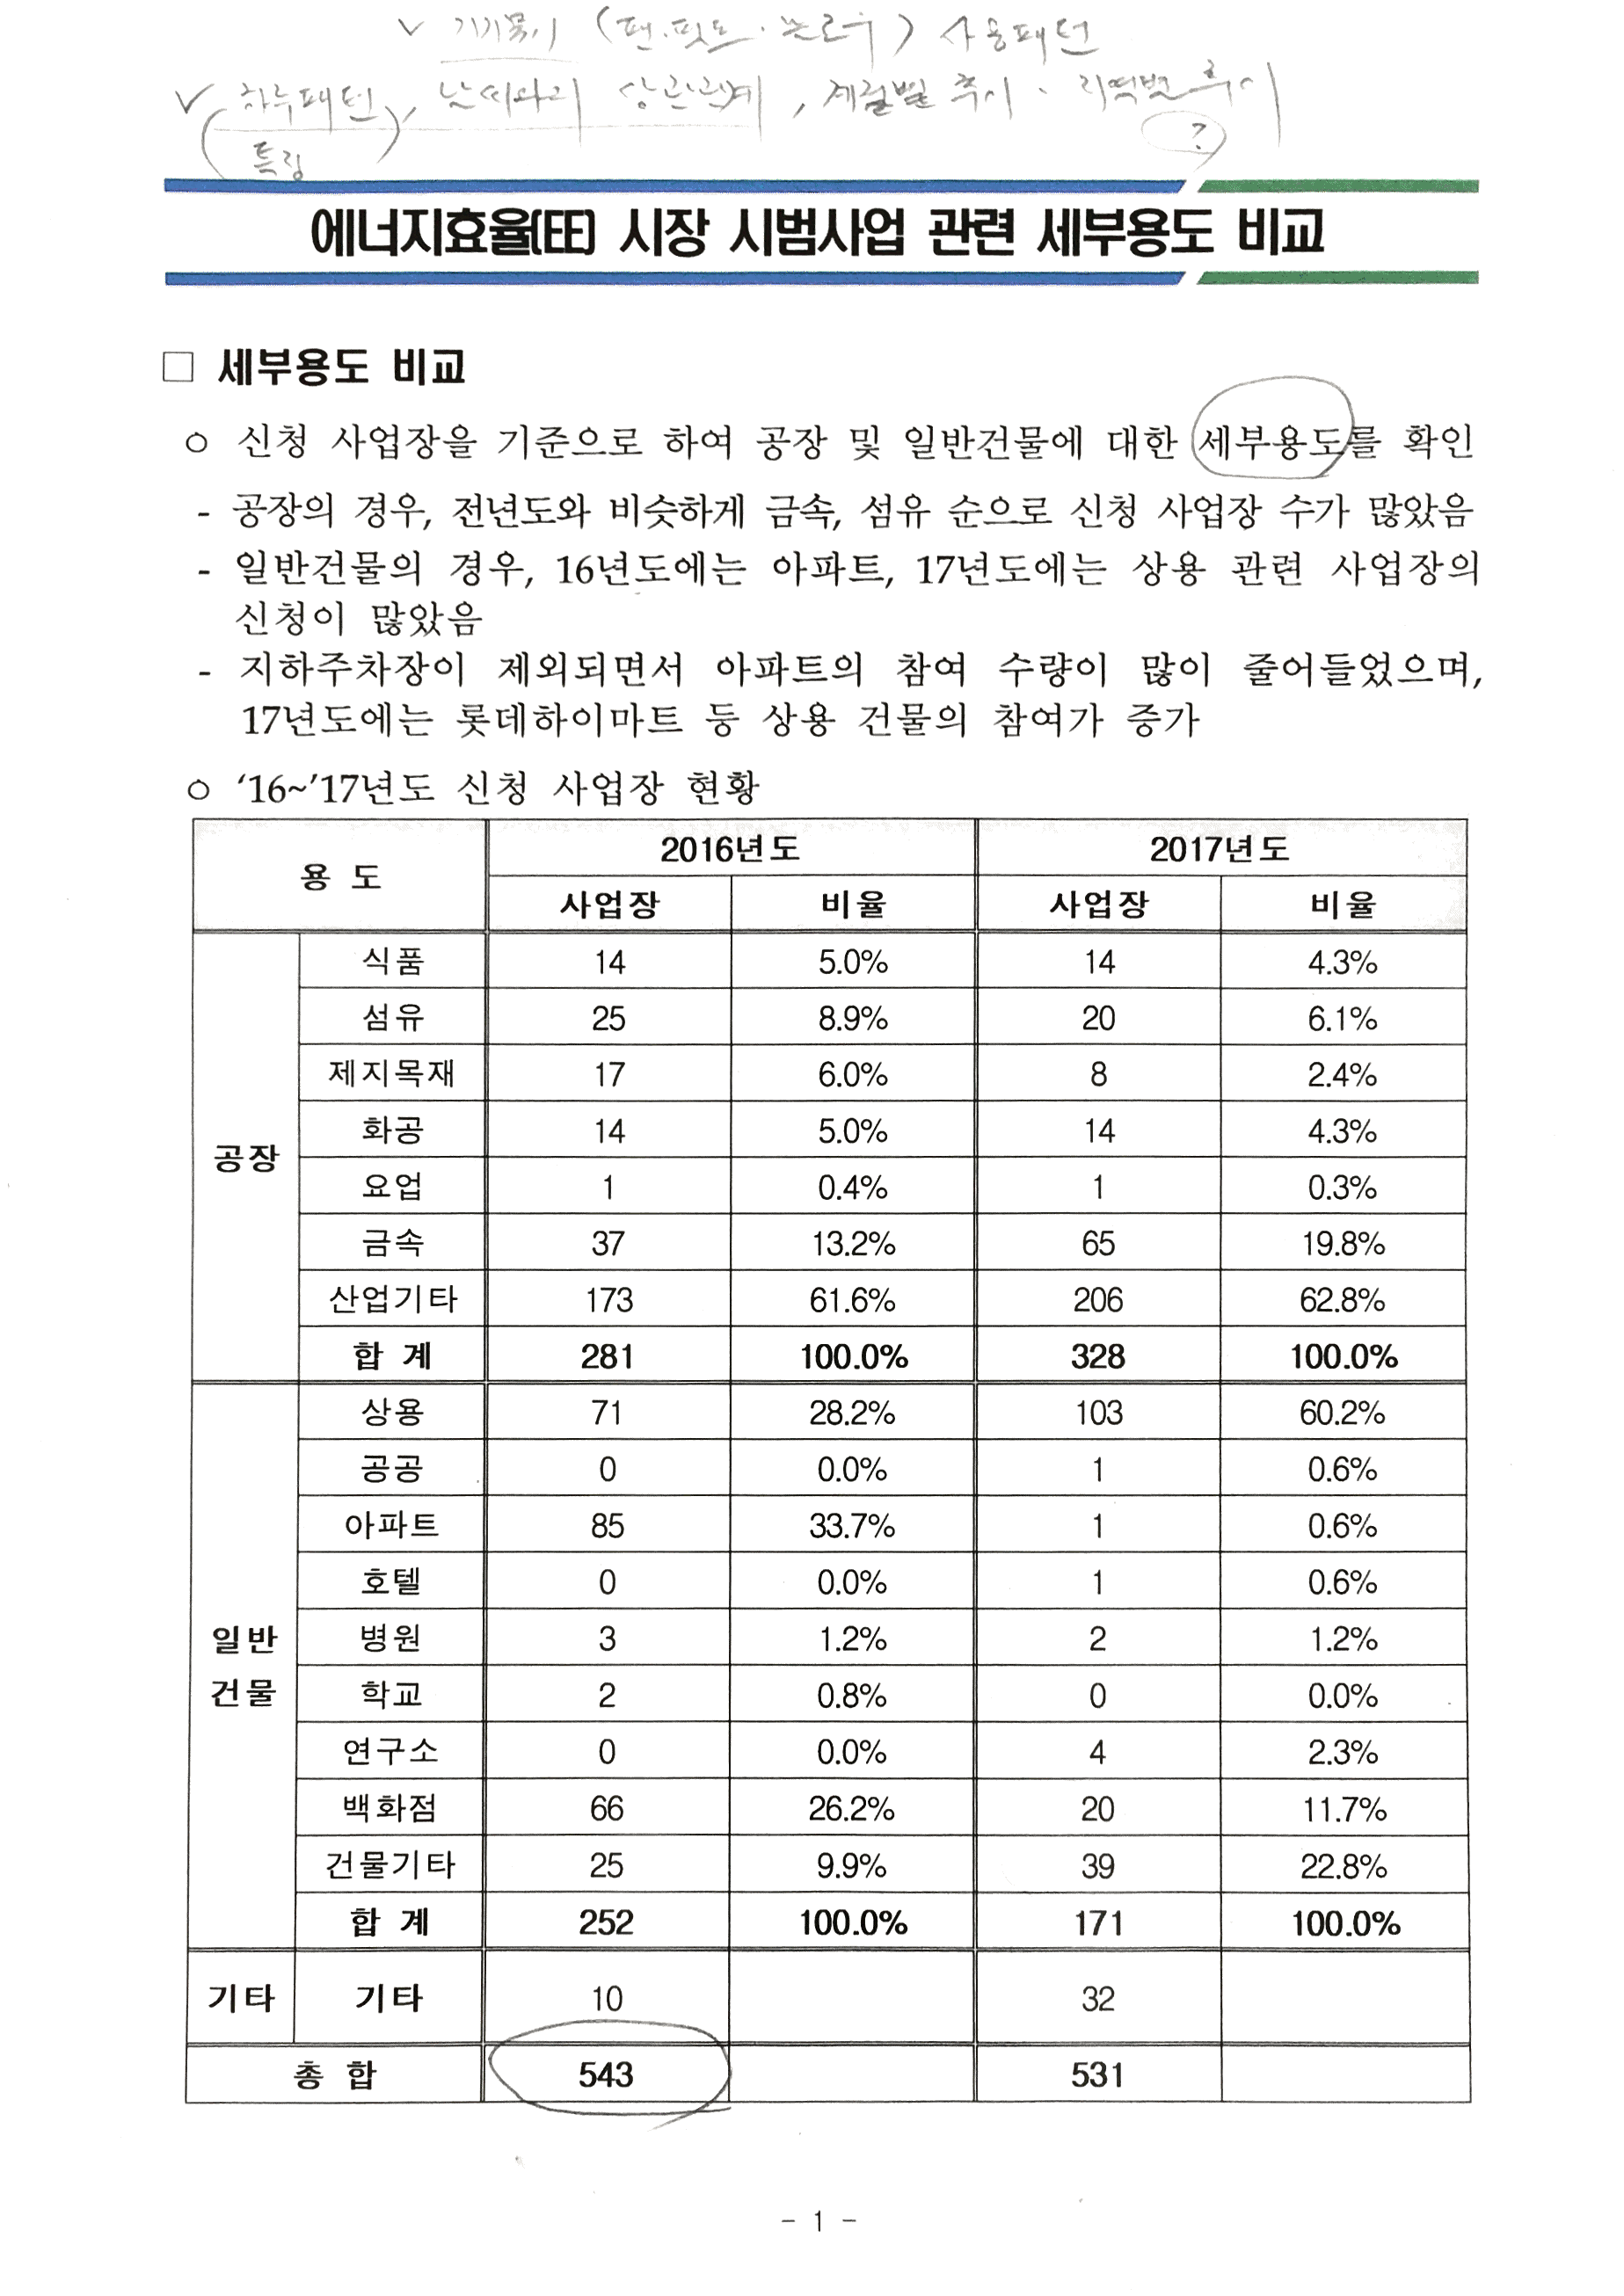 사용패턴
하루패턴, 날씨와의 상관관계, 계절별 추이, 지역별 추이
특징 ?
에너지효율(EE) 시장 시범사업 관련 세부용도 비교
□ 세부용도 비교
○ 신청 사업장을 기준으로 하여 공장 및 일반건물에 대한 세부용도를 확인
- 공장의 경우, 전년도와 비슷하게 금속, 섬유 순으로 신청 사업장 수가 많았음
- 일반건물의 경우, 16년도에는 아파트, 17년도에는 상용 관련 사업장의
신청이 많았음
- 지하주차장이 제외되면서 아파트의 참여 수량이 많이 줄어들었으며,
17년도에는 롯데하이마트 등 상용 건물의 참여가 증가
○ ‘16~’17년도 신청 사업장 현황
용 도 2016년도 2017년도
사업장 비율 사업장 비율
공장
식품 14 5.0% 14 4.3%
섬유 25 8.9% 20 6.1%
제지목재 17 6.0% 8 2.4%
화공 14 5.0% 14 4.3%
요업 1 0.4% 1 0.3%
금속 37 13.2% 65 19.8%
산업기타 173 61.6% 206 62.8%
합 계 281 100.0% 328 100.0%
일반
건물
상용 71 28.2% 103 60.2%
공공 0 0.0% 1 0.6%
아파트 85 33.7% 1 0.6%
호텔 0 0.0% 1 0.6%
병원 3 1.2% 2 1.2%
학교 2 0.8% 0 0.0%
연구소 0 0.0% 4 2.3%
백화점 66 26.2% 20 11.7%
건물기타 25 9.9% 39 22.8%
합 계 252 100.0% 171 100.0%
기타 기타 10 32
총 합 543 531
- 1 -